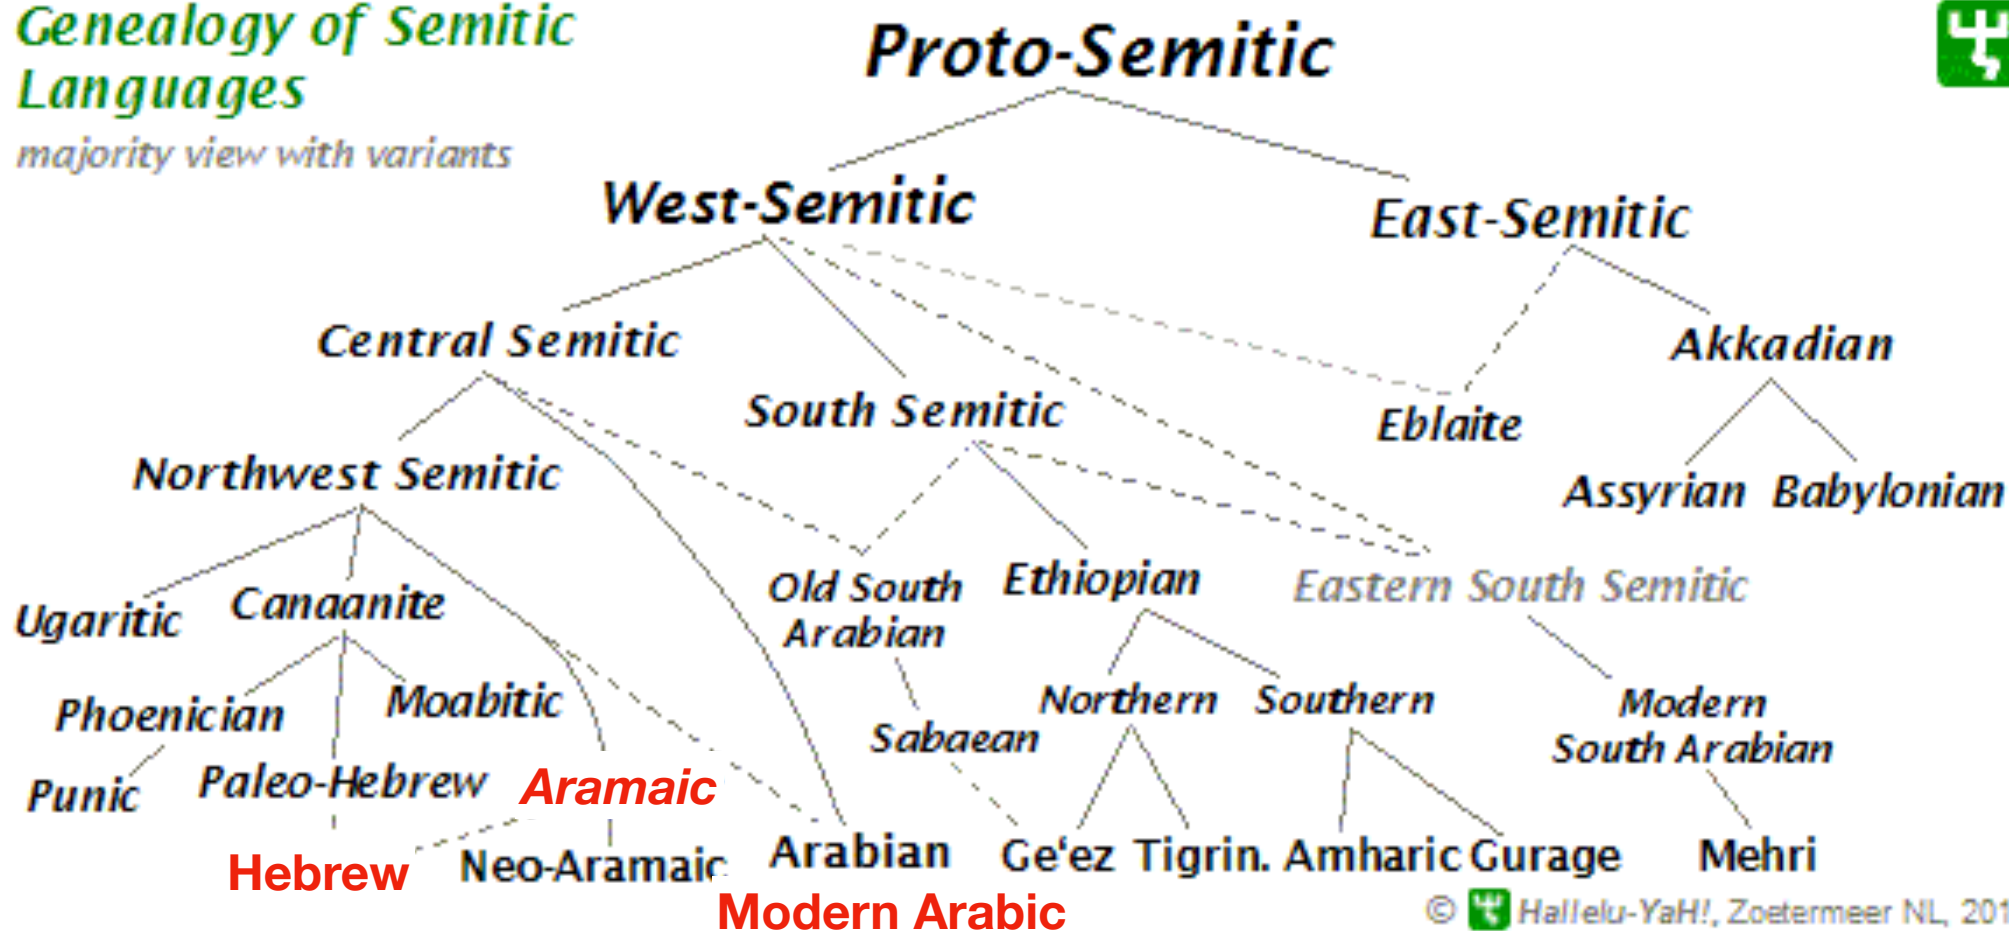 Genealogy of Semitic
Languages
majority view with variants
Proto-Semitic
West-Semitic
East-Semitic
Central Semitic
Akkadian
South Semitic
Eblaite
Northwest Semitic
Assyrian Babylonian
Ugaritic
Canaanite
Old South
Arabian
Ethiopian
Eastern South Semitic
Phoenician
Moabitic
Northern
Southern
Modern
South Arabian
Sabaean
Punic
Paleo-Hebrew
Aramaic
Hebrew
Neo-Aramaic
Arabian
Ge‘ez
Tigrin.
Amharic
Gurage
Mehri
Modern Arabic
© Hallelu-YaH!, Zoetermeer NL, 201